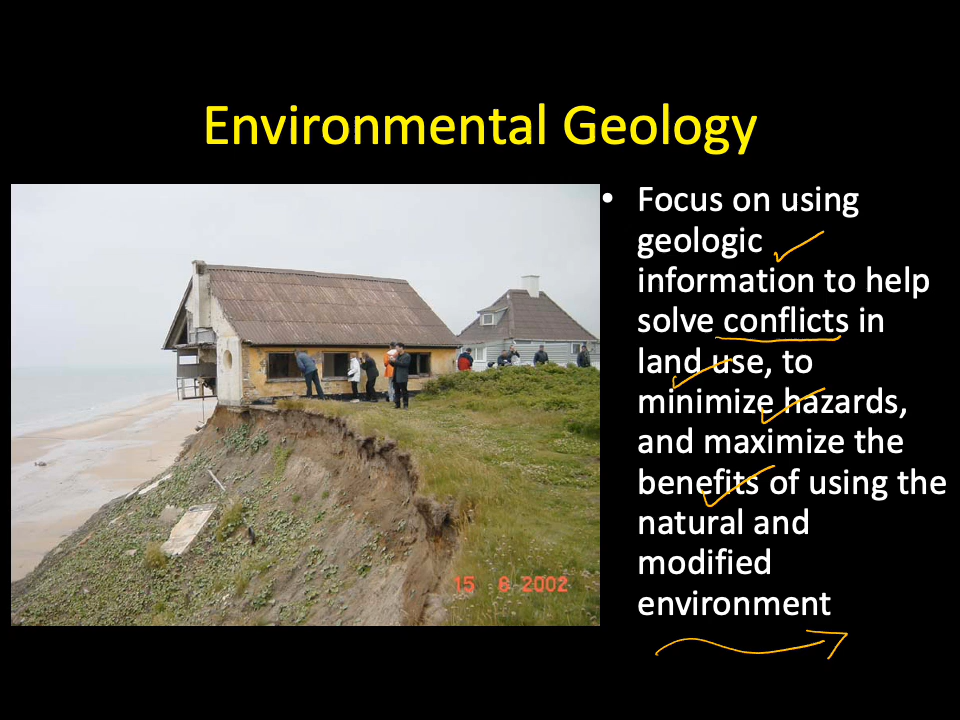 Environmental Geology
• Focus on using
geologic
information to help
solve conflicts in
land use, to
minimize hazards,
and maximize the
benefits of using the
natural and
modified
environment
15 6 2002